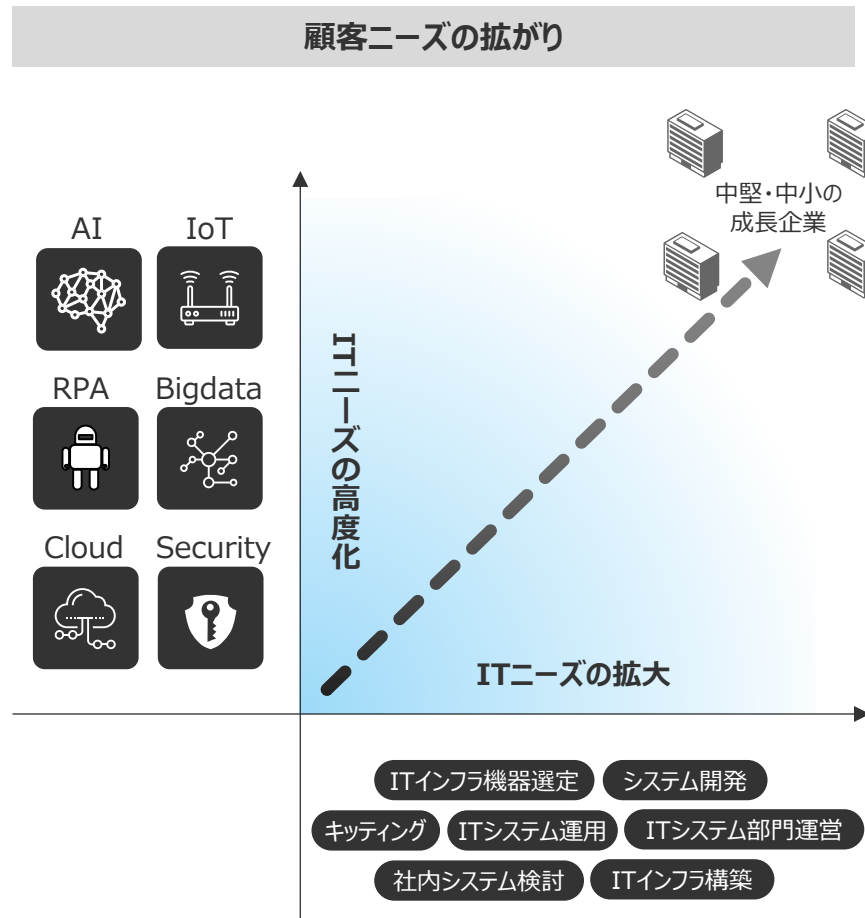 顧客ニーズの拡がり
中堅・中小の
成長企業
AI
IoT
RPA
Bigdata
Cloud
Security
ITニーズの高度化
ITニーズの拡大
ITインフラ機器選定
システム開発
キッティング
ITシステム運用
ITシステム部門運営
社内システム検討
ITインフラ構築